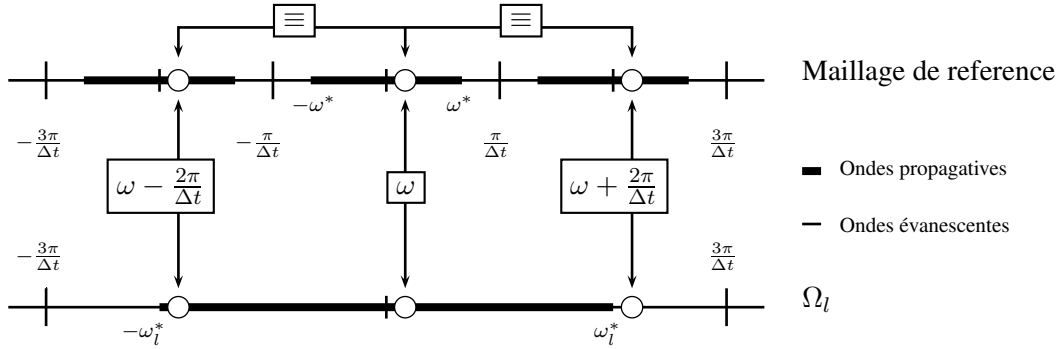 ≡ ≡
Maillage de reference
−ω* ω*
−3π/Δt −π/Δt π/Δt 3π/Δt
Ondes propagatives
ω − 2π/Δt ω ω + 2π/Δt
Ondes évanescentes
−3π/Δt 3π/Δt
Ω_l
−ω_l* ω_l*